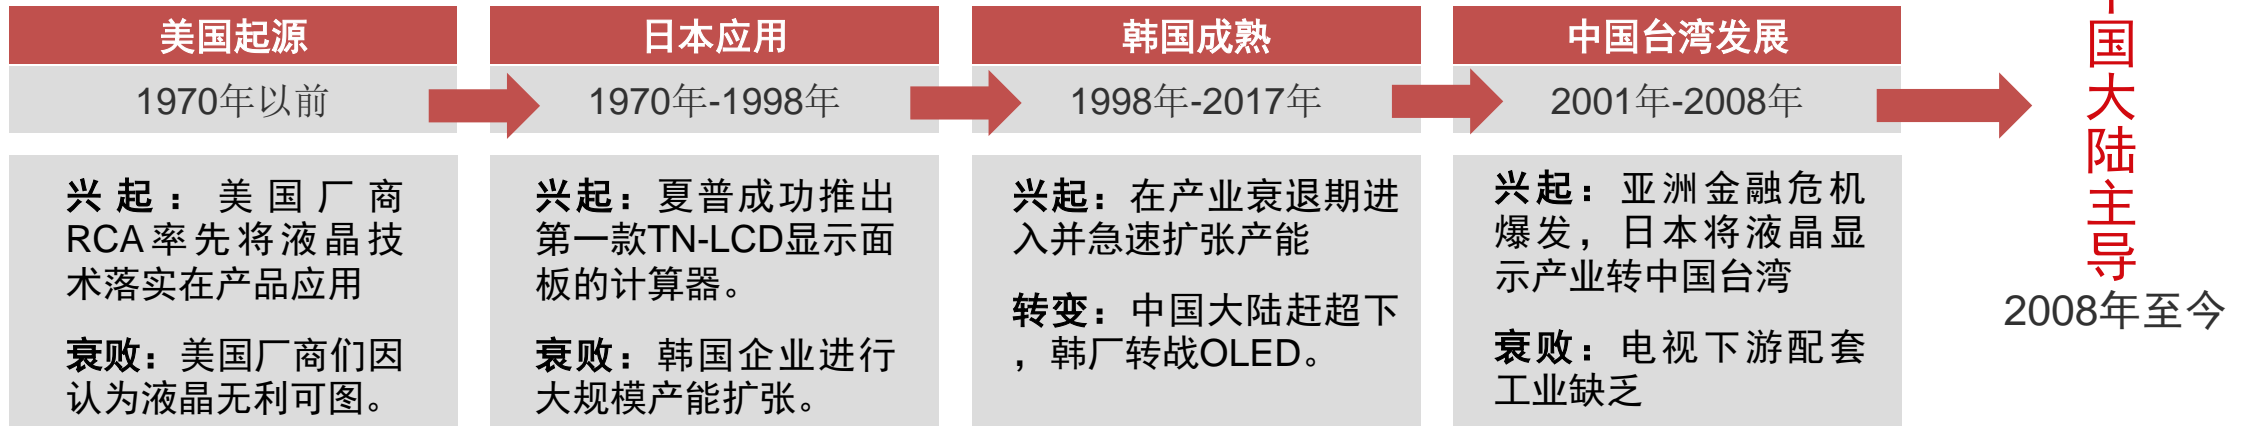 美国起源
1970年以前
兴起：美国厂商
RCA率先将液晶技
术落实在产品应用
衰败：美国厂商们因
认为液晶无利可图。
日本应用
1970年-1998年
兴起：夏普成功推出
第一款TN-LCD显示面
板的计算器。
衰败：韩国企业进行
大规模产能扩张。
韩国成熟
1998年-2017年
兴起：在产业衰退期进
入并急速扩张产能
转变：中国大陆赶超下
，韩厂转战OLED。
中国台湾发展
2001年-2008年
兴起：亚洲金融危机
爆发，日本将液晶显
示产业转中国台湾
衰败：电视下游配套
工业缺乏
中国大陆主导
2008年至今